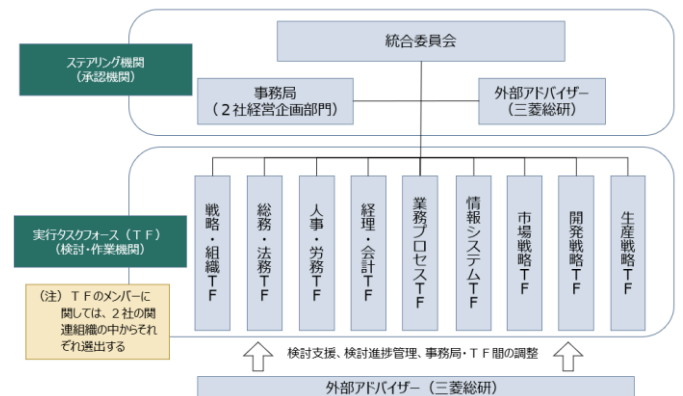 統合委員会
ステアリング機関
（承認機関）
事務局
（２社経営企画部門）
外部アドバイザー
（三菱総研）
実行タスクフォース（ＴＦ）
（検討・作業機関）
戦略・組織ＴＦ
総務・法務ＴＦ
人事・労務ＴＦ
経理・会計ＴＦ
業務プロセスＴＦ
情報システムＴＦ
市場戦略ＴＦ
開発戦略ＴＦ
生産戦略ＴＦ
（注）ＴＦのメンバーに
関しては、２社の関
連組織の中からそれ
ぞれ選出する
検討支援、検討進捗管理、事務局・ＴＦ間の調整
外部アドバイザー（三菱総研）